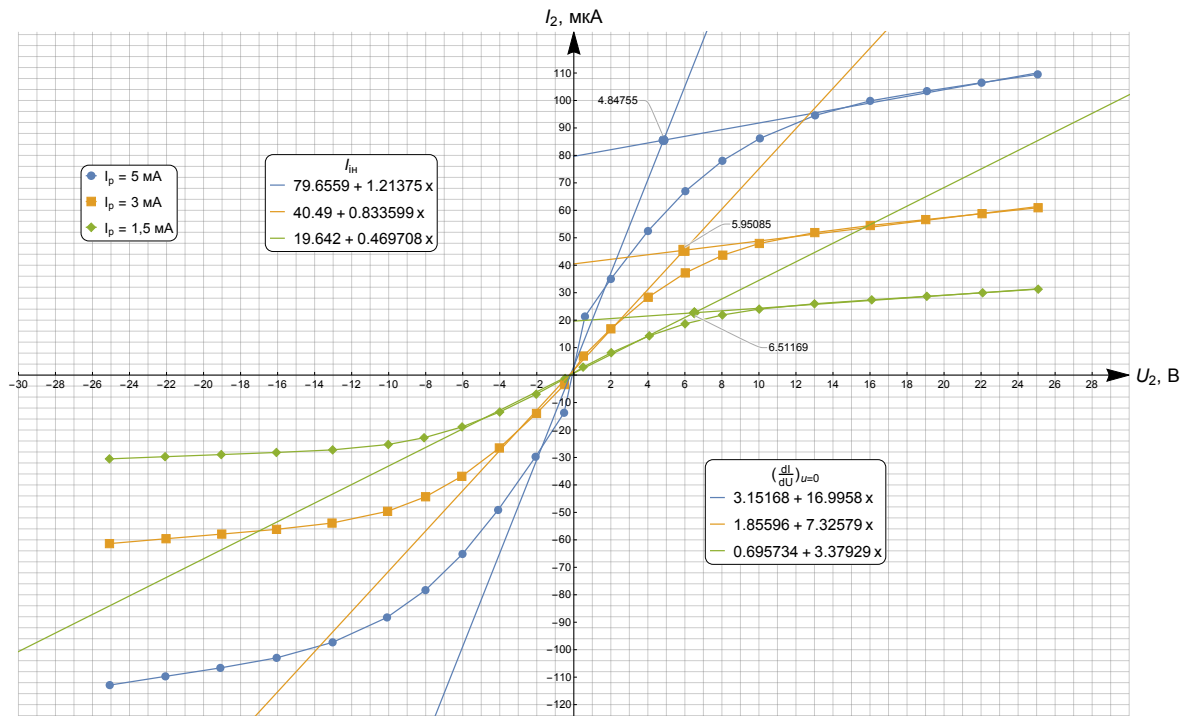 I₂, мкА
110
100
4.84755
90
80
70
60
5.95085
50
40
30
20
10
6.51169
I_р = 5 мА
I_р = 3 мА
I_р = 1,5 мА
I_ін
79.6559 + 1.21375 x
40.49 + 0.833599 x
19.642 + 0.469708 x
-30 -28 -26 -24 -22 -20 -18 -16 -14 -12 -10 -8 -6 -4 -2 2 4 6 8 10 12 14 16 18 20 22 24 26 28
U₂, В
-10
-20
-30
-40
-50
-60
-70
-80
-90
-100
-110
-120
(dI/dU)_{u=0}
3.15168 + 16.9958 x
1.85596 + 7.32579 x
0.695734 + 3.37929 x